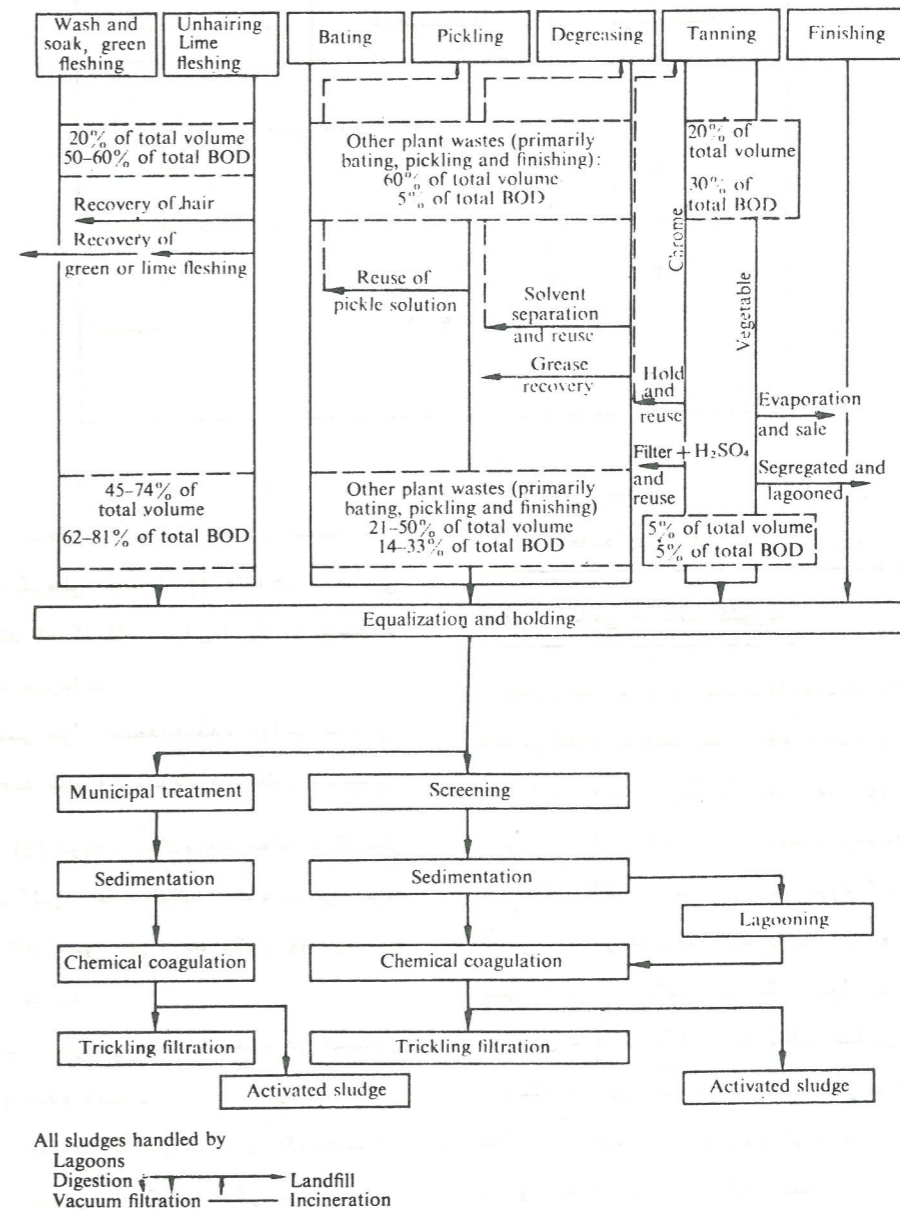 Wash and
soak, green
fleshing
Unhairing
Lime
fleshing
Bating
Pickling
Degreasing
Tanning
Finishing
20% of total volume
50–60% of total BOD
Other plant wastes (primarily
bating, pickling and finishing):
60% of total volume
5% of total BOD
20% of
total volume
30% of
total BOD
Recovery of hair
Recovery of
green or lime fleshing
Chrome
Vegetable
Reuse of
pickle solution
Solvent
separation
and reuse
Grease
recovery
Hold
and
reuse
Evaporation
and sale
Filter + H₂SO₄
and
reuse
Segregated and
lagooned
45–74% of
total volume
62–81% of total BOD
Other plant wastes (primarily
bating, pickling and finishing)
21–50% of total volume
14–33% of total BOD
5% of total volume
5% of total BOD
Equalization and holding
Municipal treatment
Screening
Sedimentation
Sedimentation
Lagooning
Chemical coagulation
Chemical coagulation
Trickling filtration
Trickling filtration
Activated sludge
Activated sludge
All sludges handled by
Lagoons
Digestion Landfill
Vacuum filtration Incineration